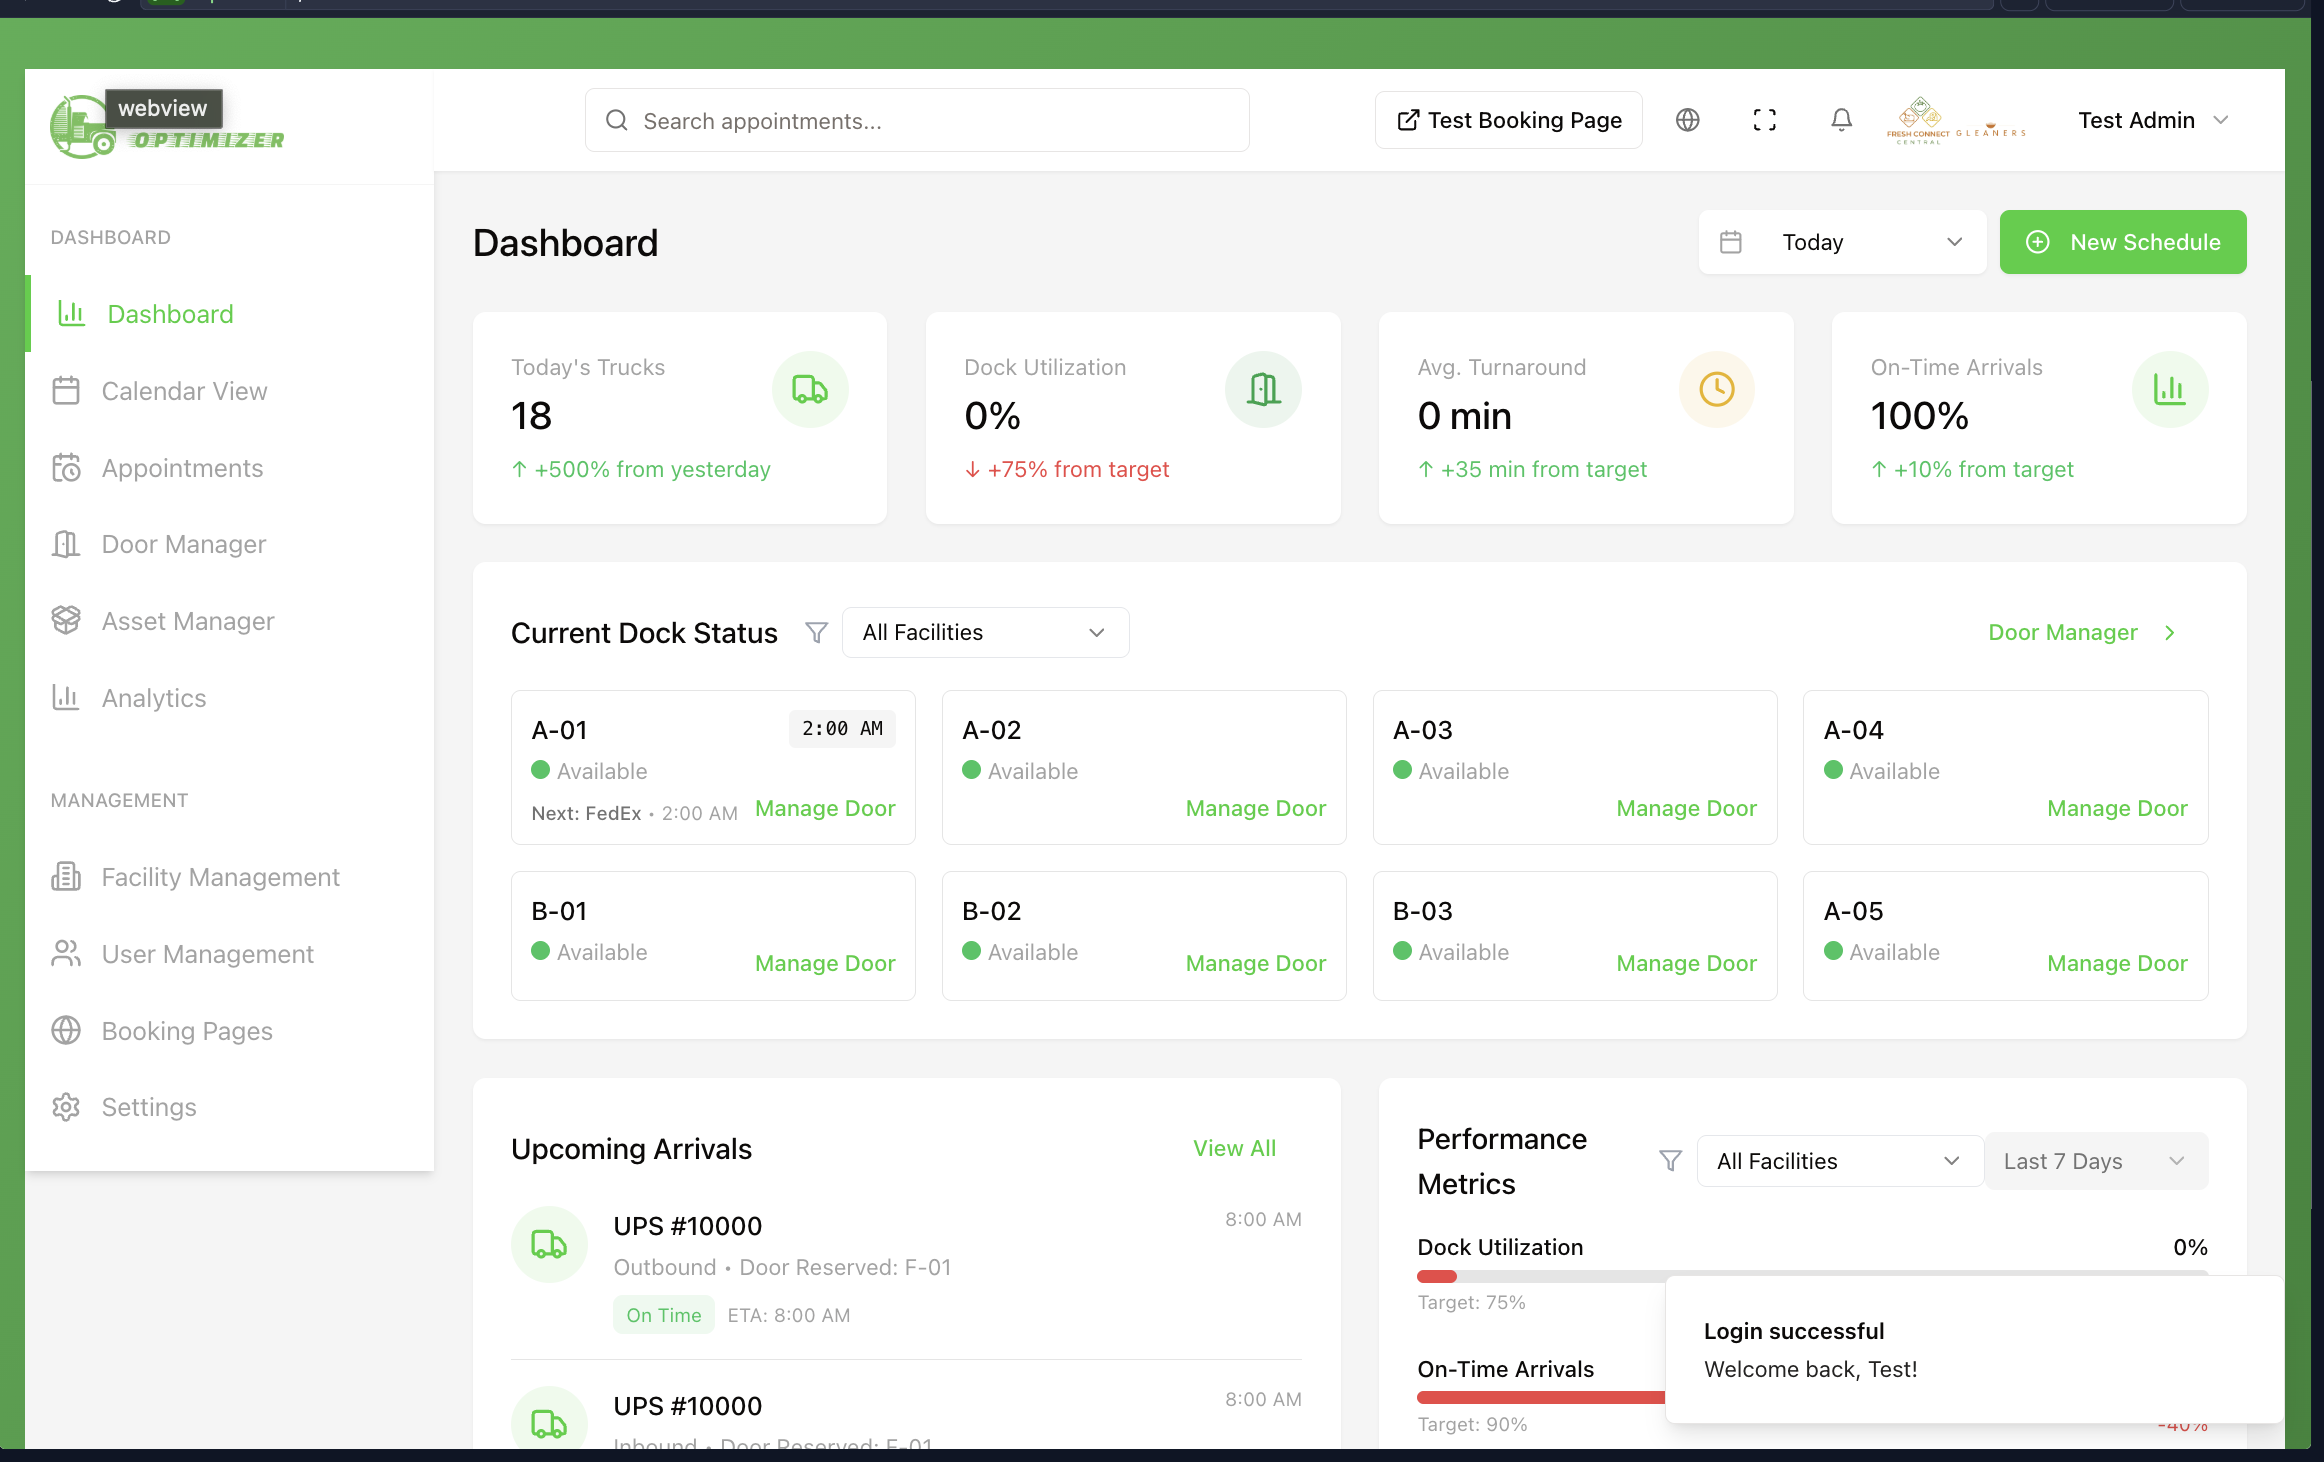 webview
OPTIMIZER
Search appointments...
Test Booking Page
FRESH CONNECT
CENTRAL
GLEANERS
Test Admin
DASHBOARD
Dashboard
Calendar View
Appointments
Door Manager
Asset Manager
Analytics
MANAGEMENT
Facility Management
User Management
Booking Pages
Settings
Dashboard
Today
New Schedule
Today's Trucks
18
+500% from yesterday
Dock Utilization
0%
+75% from target
Avg. Turnaround
0 min
+35 min from target
On-Time Arrivals
100%
+10% from target
Current Dock Status
All Facilities
Door Manager
A-01
2:00 AM
Available
Next: FedEx • 2:00 AM
Manage Door
A-02
Available
Manage Door
A-03
Available
Manage Door
A-04
Available
Manage Door
B-01
Available
Manage Door
B-02
Available
Manage Door
B-03
Available
Manage Door
A-05
Available
Manage Door
Upcoming Arrivals
View All
UPS #10000
8:00 AM
Outbound • Door Reserved: F-01
On Time
ETA: 8:00 AM
UPS #10000
8:00 AM
Inbound • Door Reserved: F-01
Performance
Metrics
All Facilities
Last 7 Days
Dock Utilization
0%
Target: 75%
On-Time Arrivals
Target: 90%
-40%
Login successful
Welcome back, Test!